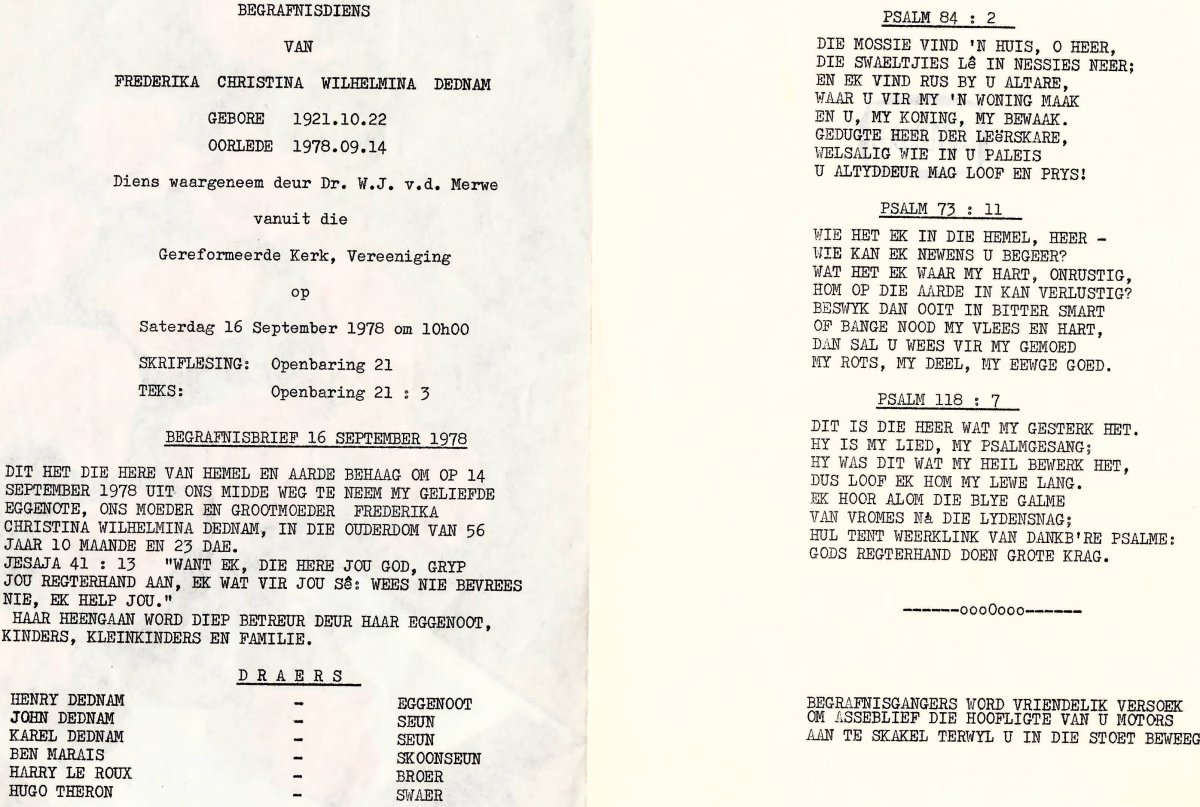 BEGRAFNISDIENS
VAN
FREDERIKA CHRISTINA WILHELMINA DEDNAM
GEBORE 1921.10.22
OORLEDE 1978.09.14
Diens waargeneem deur Dr. W.J. v.d. Merwe
vanuit die
Gereformeerde Kerk, Vereeniging
op
Saterdag 16 September 1978 om 10h00
SKRIFLESING: Openbaring 21
TEKS: Openbaring 21 : 3
BEGRAFNISBRIEF 16 SEPTEMBER 1978
DIT HET DIE HERE VAN HEMEL EN AARDE BEHAAG OM OP 14
SEPTEMBER 1978 UIT ONS MIDDE WEG TE NEEM MY GELIEFDE
EGGENOTE, ONS MOEDER EN GROOTMOEDER FREDERIKA
CHRISTINA WILHELMINA DEDNAM, IN DIE OUDERDOM VAN 56
JAAR 10 MAANDE EN 23 DAE.
JESAJA 41 : 13 "WANT EK, DIE HERE JOU GOD, GRYP
JOU REGTERHAND AAN, EK WAT VIR JOU Sê: WEES NIE BEVREES
NIE, EK HELP JOU."
HAAR HEENGAAN WORD DIEP BETREUR DEUR HAAR EGGENOOT,
KINDERS, KLEINKINDERS EN FAMILIE.
D R A E R S
HENRY DEDNAM - EGGENOOT
JOHN DEDNAM - SEUN
KAREL DEDNAM - SEUN
BEN MARAIS - SKOONSEUN
HARRY LE ROUX - BROER
HUGO THERON - SWAER
PSALM 84 : 2
DIE MOSSIE VIND 'N HUIS, O HEER,
DIE SWAELTJIES Lê IN NESSIES NEER;
EN EK VIND RUS BY U ALTARE,
WAAR U VIR MY 'N WONING MAAK
EN U, MY KONING, MY BEWAAK.
GEDUGTE HEER DER LEëRSKARE,
WELSALIG WIE IN U PALEIS
U ALTYDDEUR MAG LOOF EN PRYS!
PSALM 73 : 11
WIE HET EK IN DIE HEMEL, HEER -
WIE KAN EK NEWENS U BEGEER?
WAT HET EK WAAR MY HART, ONRUSTIG,
HOM OP DIE AARDE IN KAN VERLUSTIG?
BESWYK DAN OOIT IN BITTER SMART
OF BANGE NOOD MY VLEES EN HART,
DAN SAL U WEES VIR MY GEMOED
MY ROTS, MY DEEL, MY EEWGE GOED.
PSALM 118 : 7
DIT IS DIE HEER WAT MY GESTERK HET.
HY IS MY LIED, MY PSALMGESANG;
HY WAS DIT WAT MY HEIL BEWERK HET,
DUS LOOF EK HOM MY LEWE LANG.
EK HOOR ALOM DIE BLYE GALME
VAN VROMES Ná DIE LYDENSNAG;
HUL TENT WEERKLINK VAN DANKB'RE PSALME:
GODS REGTERHAND DOEN GROTE KRAG.
------oooOooo------
BEGRAFNISGANGERS WORD VRIENDELIK VERSOEK
OM ASSEBLIEF DIE HOOFLIGTE VAN U MOTORS
AAN TE SKAKEL TERWYL U IN DIE STOET BEWEEG